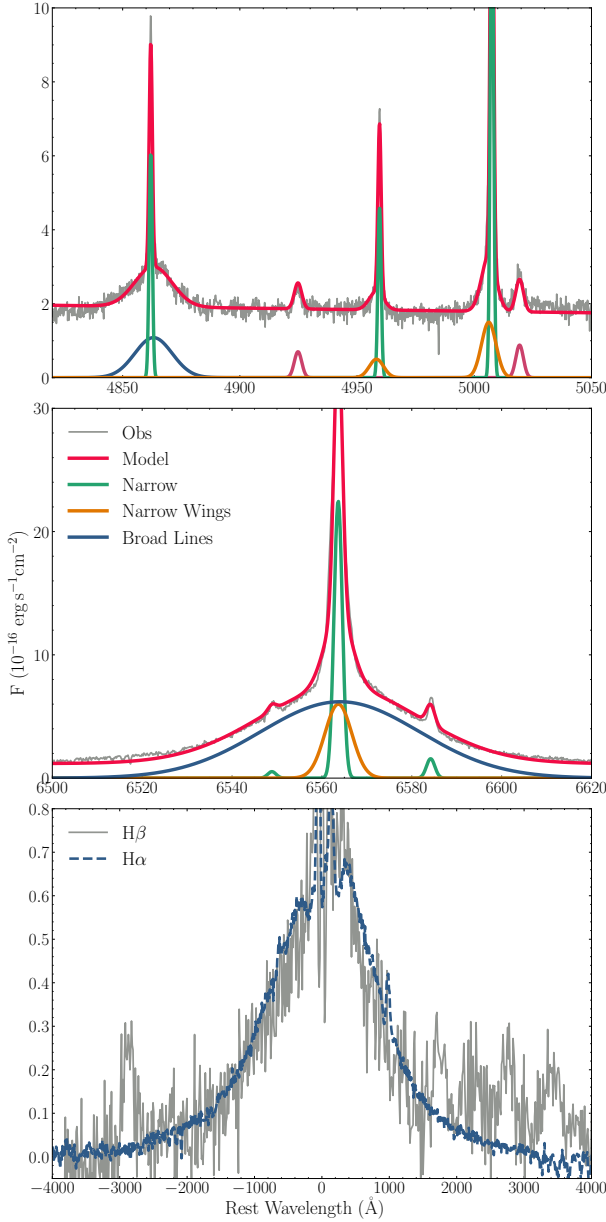 10
8
6
4
2
0
4850 4900 4950 5000 5050
30
20
10
0
Obs
Model
Narrow
Narrow Wings
Broad Lines
F (10⁻¹⁶ erg s⁻¹cm⁻²)
6500 6520 6540 6560 6580 6600 6620
0.8
0.7
0.6
0.5
0.4
0.3
0.2
0.1
0.0
Hβ
Hα
−4000 −3000 −2000 −1000 0 1000 2000 3000 4000
Rest Wavelength (Å)